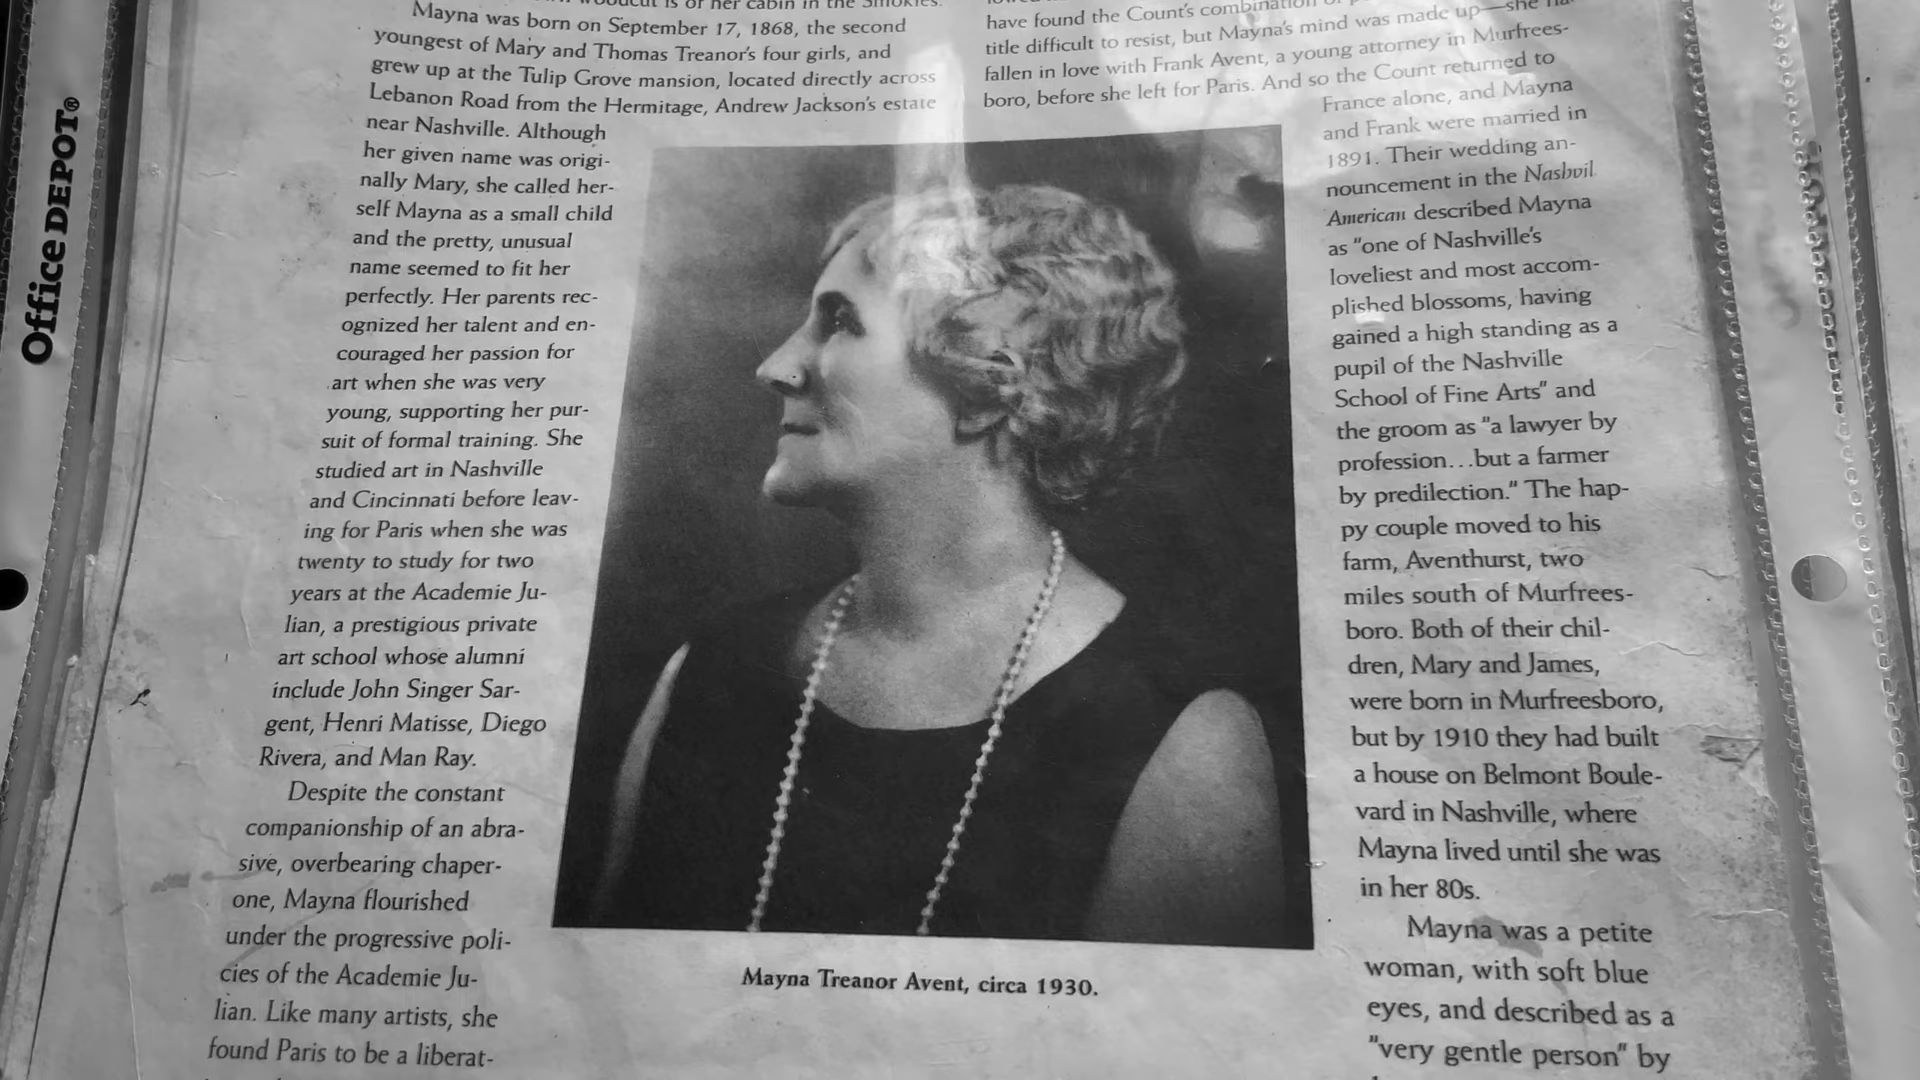 Office DEPOT®
her cabin in the Smokies.
Mayna was born on September 17, 1868, the second
youngest of Mary and Thomas Treanor's four girls, and
grew up at the Tulip Grove mansion, located directly across
Lebanon Road from the Hermitage, Andrew Jackson's estate
near Nashville. Although
her given name was origi-
nally Mary, she called her-
self Mayna as a small child
and the pretty, unusual
name seemed to fit her
perfectly. Her parents rec-
ognized her talent and en-
couraged her passion for
art when she was very
young, supporting her pur-
suit of formal training. She
studied art in Nashville
and Cincinnati before leav-
ing for Paris when she was
twenty to study for two
years at the Academie Ju-
lian, a prestigious private
art school whose alumni
include John Singer Sar-
gent, Henri Matisse, Diego
Rivera, and Man Ray.
Despite the constant
companionship of an abra-
sive, overbearing chaper-
one, Mayna flourished
under the progressive poli-
cies of the Academie Ju-
lian. Like many artists, she
found Paris to be a liberat-
have found the Count's combination
title difficult to resist, but Mayna's mind was made up—she
fallen in love with Frank Avent, a young attorney in Murfrees-
boro, before she left for Paris. And so the Count returned to
France alone, and Mayna
and Frank were married in
1891. Their wedding an-
nouncement in the Nashvil
American described Mayna
as "one of Nashville's
loveliest and most accom-
plished blossoms, having
gained a high standing as a
pupil of the Nashville
School of Fine Arts" and
the groom as "a lawyer by
profession...but a farmer
by predilection." The hap-
py couple moved to his
farm, Aventhurst, two
miles south of Murfrees-
boro. Both of their chil-
dren, Mary and James,
were born in Murfreesboro,
but by 1910 they had built
a house on Belmont Boule-
vard in Nashville, where
Mayna lived until she was
in her 80s.
Mayna was a petite
woman, with soft blue
eyes, and described as a
"very gentle person" by
Mayna Treanor Avent, circa 1930.